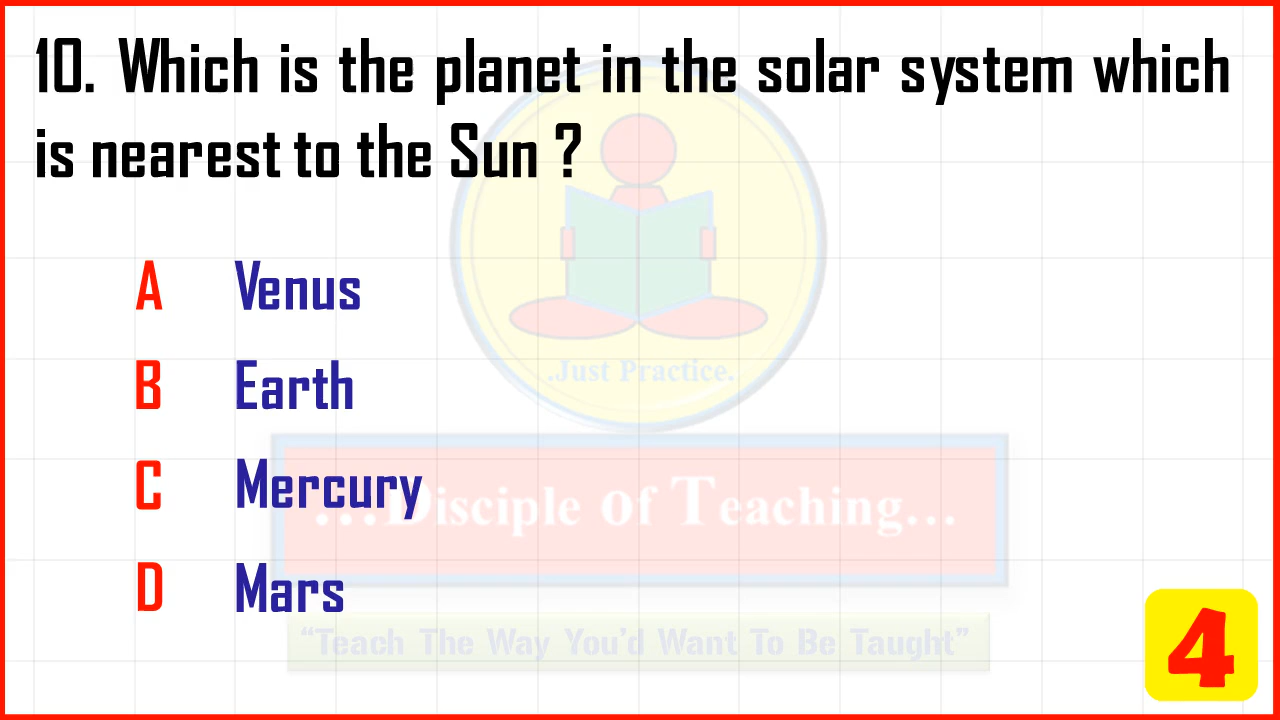 10. Which is the planet in the solar system which
is nearest to the Sun ?
A Venus
B Earth
C Mercury
D Mars
.Just Practice.
...Disciple of Teaching...
“Teach The Way You’d Want To Be Taught”
4